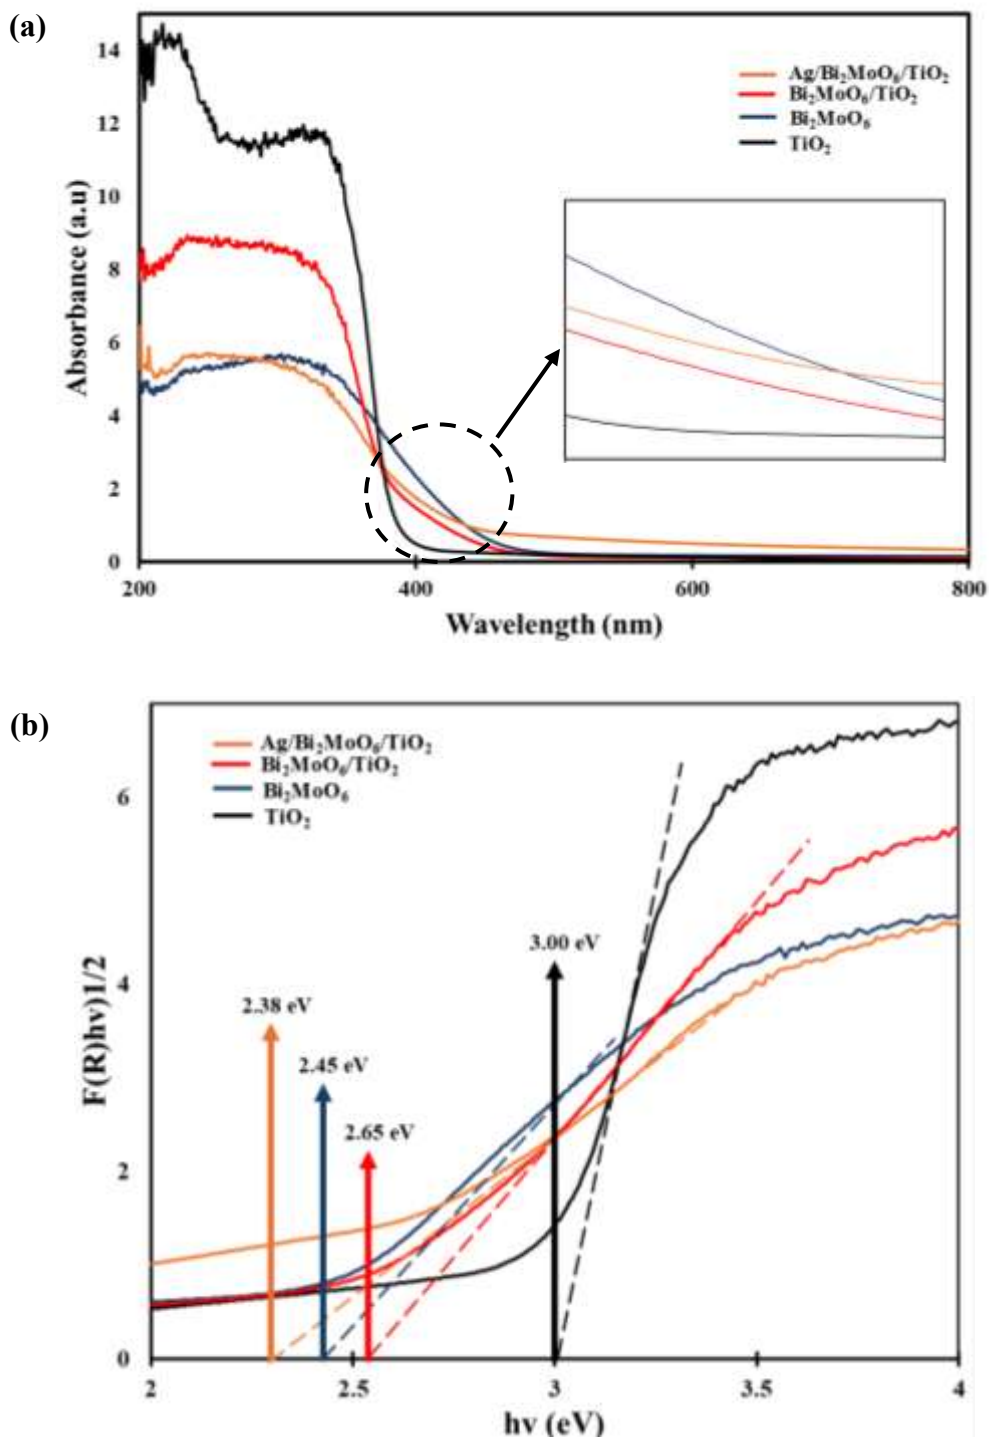 (a)
14
12
10
8
6
4
2
0
Absorbance (a.u)
Ag/Bi₂MoO₆/TiO₂
Bi₂MoO₆/TiO₂
Bi₂MoO₆
TiO₂
200
400
600
800
Wavelength (nm)
(b)
Ag/Bi₂MoO₆/TiO₂
Bi₂MoO₆/TiO₂
Bi₂MoO₆
TiO₂
6
4
2
0
F(R)hv)1/2
3.00 eV
2.38 eV
2.45 eV
2.65 eV
2
2.5
3
3.5
4
hv (eV)